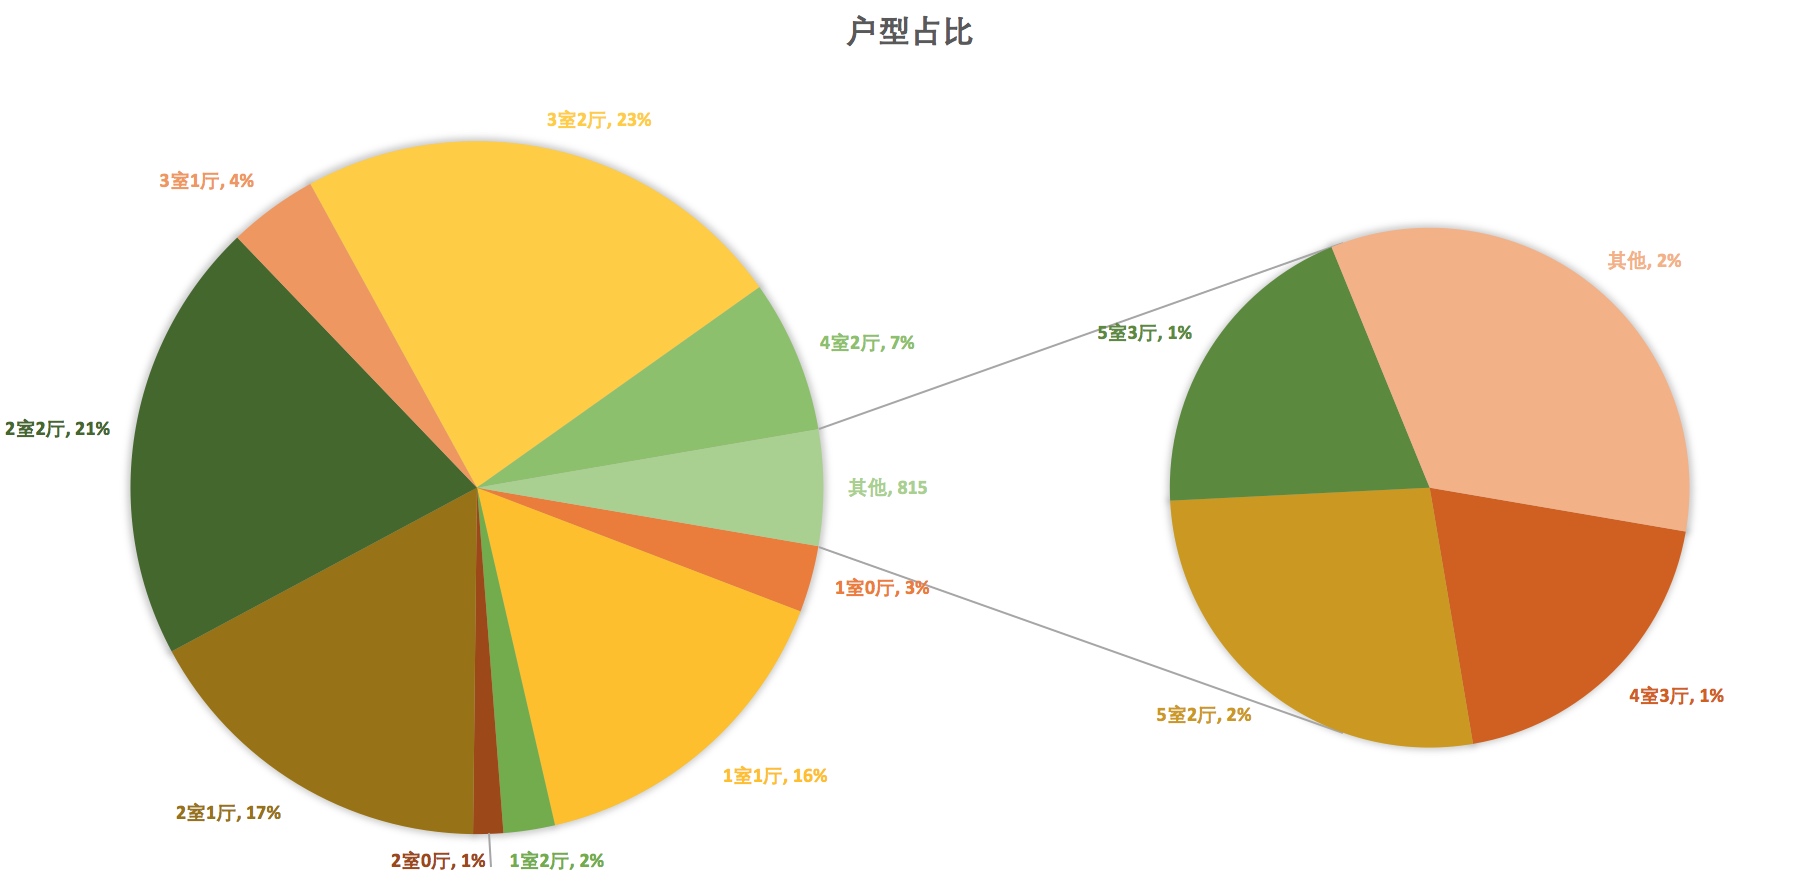 户型占比
3室2厅, 23%
3室1厅, 4%
其他, 2%
5室3厅, 1%
4室2厅, 7%
2室2厅, 21%
其他, 815
1室0厅, 3%
4室3厅, 1%
5室2厅, 2%
1室1厅, 16%
2室1厅, 17%
2室0厅, 1%
1室2厅, 2%